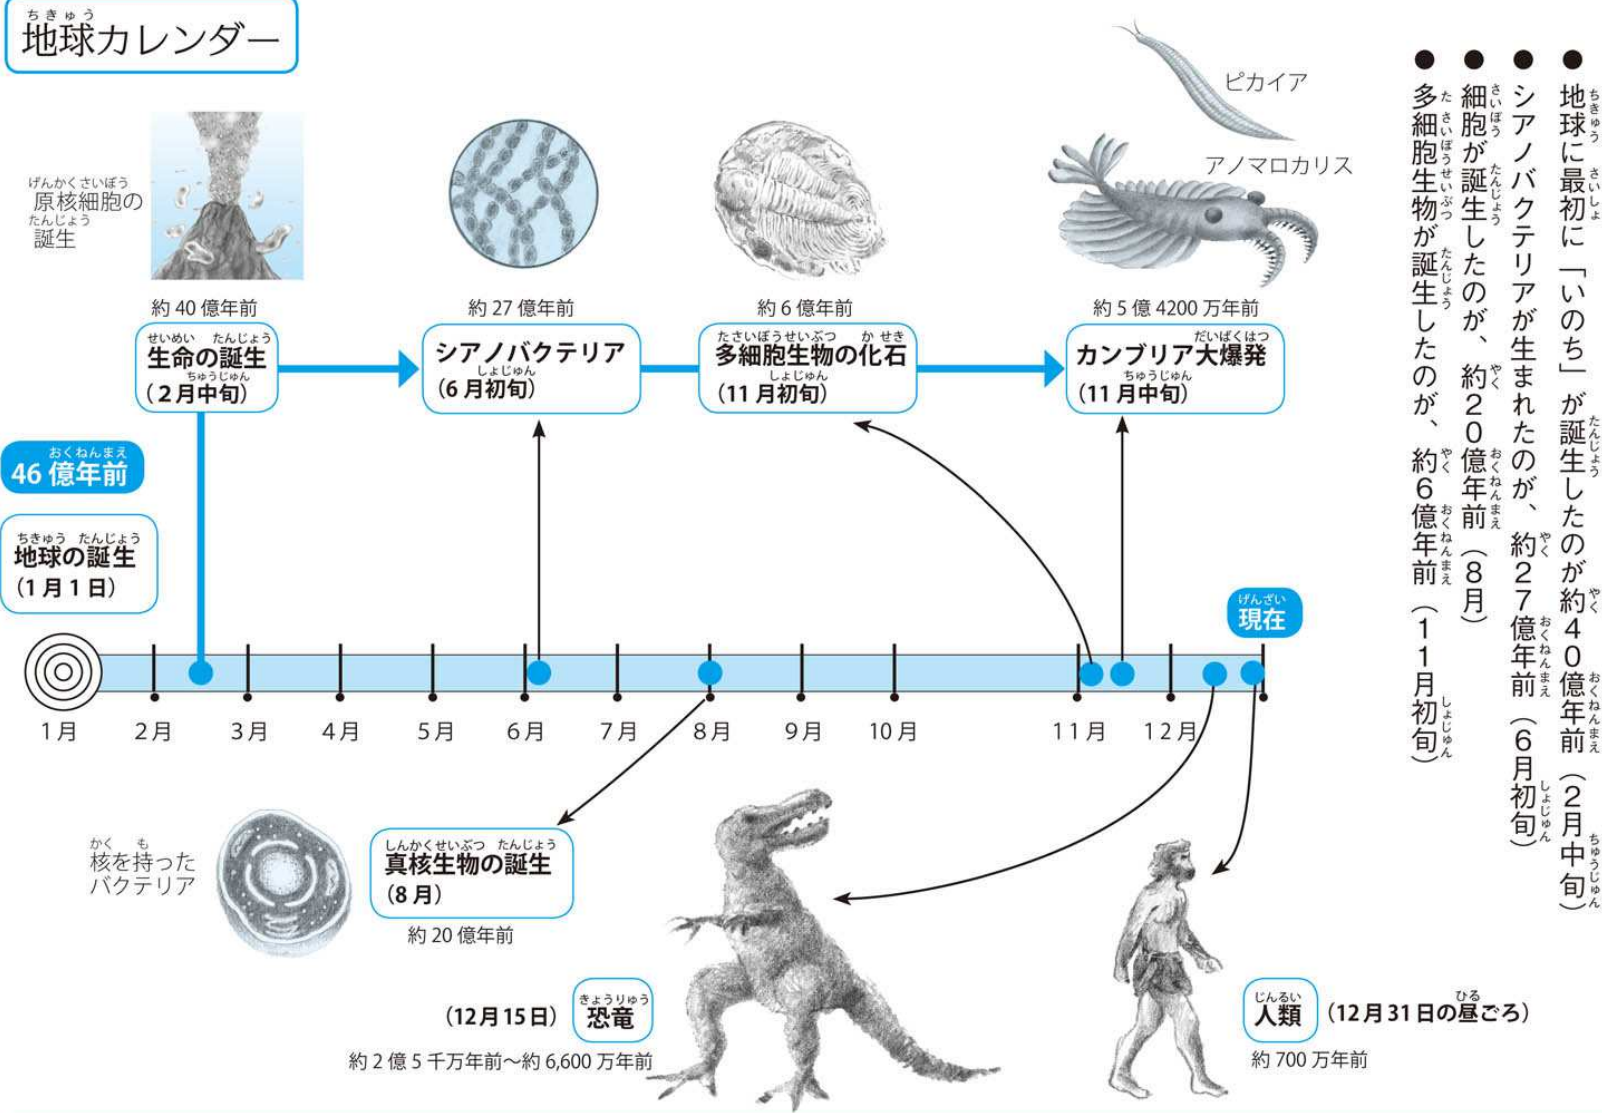 地球カレンダー
● 地球に最初に「いのち」が誕生したのが約40億年前（2月中旬）
● シアノバクテリアが生まれたのが、約27億年前（6月初旬）
● 細胞が誕生したのが、約20億年前（8月）
● 多細胞生物が誕生したのが、約6億年前（11月初旬）
原核細胞の
誕生
約40億年前
生命の誕生
（2月中旬）
約27億年前
シアノバクテリア
（6月初旬）
約6億年前
多細胞生物の化石
（11月初旬）
ピカイア
アノマロカリス
約5億4200万年前
カンブリア大爆発
（11月中旬）
46億年前
地球の誕生
（1月1日）
現在
1月 2月 3月 4月 5月 6月 7月 8月 9月 10月 11月 12月
核を持った
バクテリア
真核生物の誕生
（8月）
約20億年前
（12月15日） 恐竜
約2億5千万年前～約6,600万年前
人類 （12月31日の昼ごろ）
約700万年前